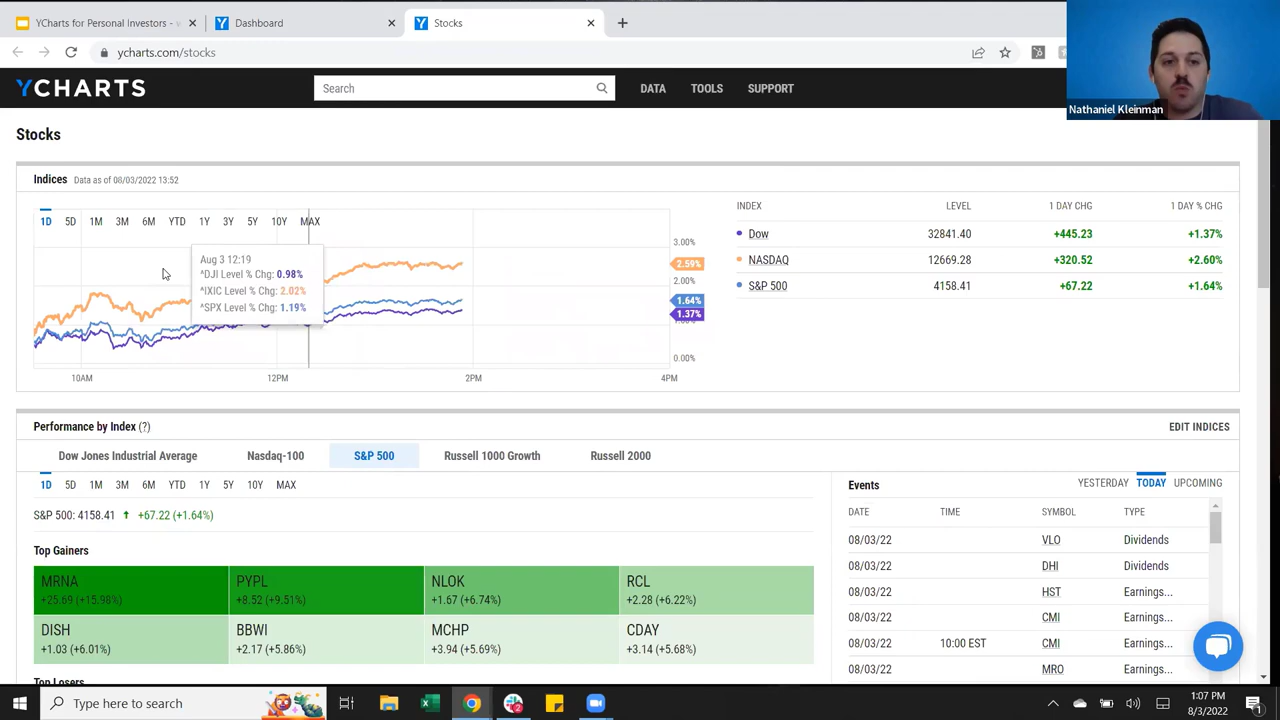 YCharts for Personal Investors -
Dashboard
Stocks
ycharts.com/stocks
YCHARTS
Search
DATA
TOOLS
SUPPORT
Nathaniel Kleinman
Stocks
Indices Data as of 08/03/2022 13:52
1D 5D 1M 3M 6M YTD 1Y 3Y 5Y 10Y MAX
Aug 3 12:19
^DJI Level % Chg: 0.98%
^IXIC Level % Chg: 2.02%
^SPX Level % Chg: 1.19%
3.00%
2.59%
2.00%
1.64%
1.37%
0.00%
10AM 12PM 2PM 4PM
INDEX LEVEL 1 DAY CHG 1 DAY % CHG
Dow 32841.40 +445.23 +1.37%
NASDAQ 12669.28 +320.52 +2.60%
S&P 500 4158.41 +67.22 +1.64%
Performance by Index (?) EDIT INDICES
Dow Jones Industrial Average Nasdaq-100 S&P 500 Russell 1000 Growth Russell 2000
1D 5D 1M 3M 6M YTD 1Y 5Y 10Y MAX
S&P 500: 4158.41 ↑ +67.22 (+1.64%)
Top Gainers
MRNA
+25.69 (+15.98%)
PYPL
+8.52 (+9.51%)
NLOK
+1.67 (+6.74%)
RCL
+2.28 (+6.22%)
DISH
+1.03 (+6.01%)
BBWI
+2.17 (+5.86%)
MCHP
+3.94 (+5.69%)
CDAY
+3.14 (+5.68%)
Top Losers
Events YESTERDAY TODAY UPCOMING
DATE TIME SYMBOL TYPE
08/03/22 VLO Dividends
08/03/22 DHI Dividends
08/03/22 HST Earnings...
08/03/22 CMI Earnings...
08/03/22 10:00 EST CMI Earnings...
08/03/22 MRO Earnings...
Type here to search
1:07 PM
8/3/2022